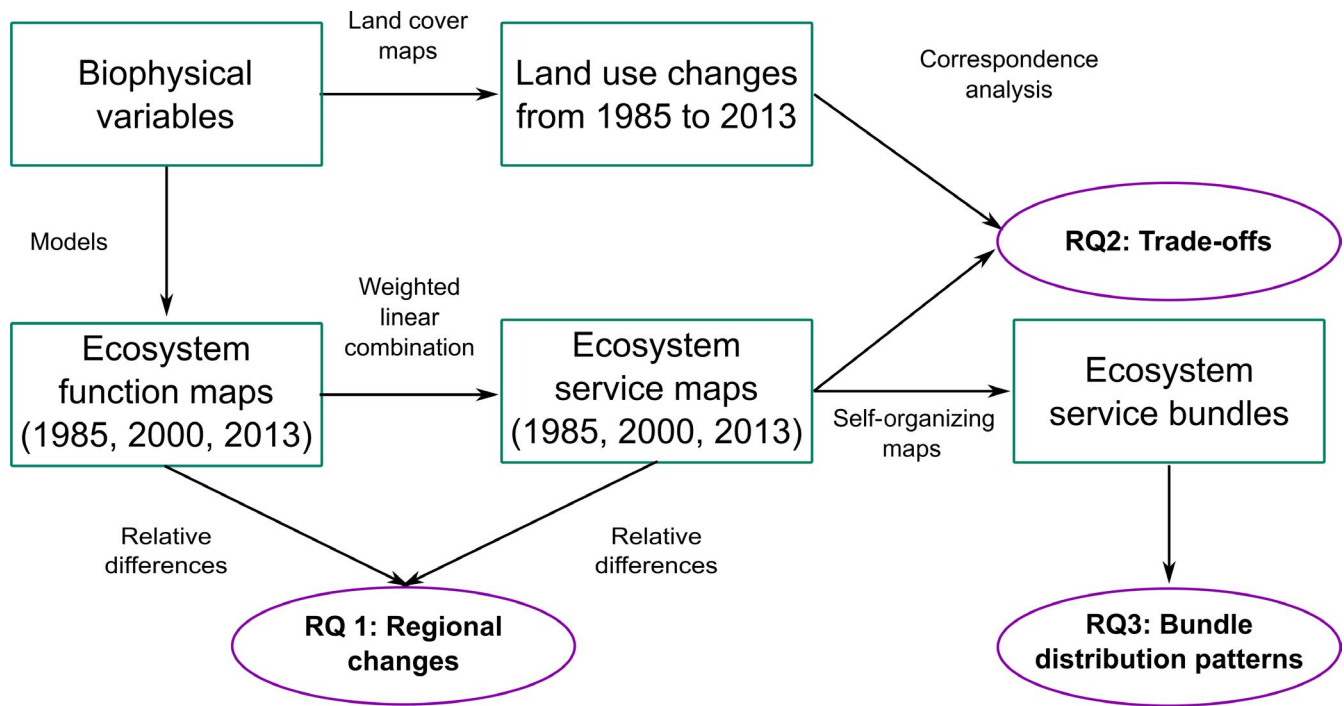 Land cover
maps
Biophysical
variables
Land use changes
from 1985 to 2013
Correspondence
analysis
Models
RQ2: Trade-offs
Weighted
linear
combination
Ecosystem
function maps
(1985, 2000, 2013)
Ecosystem
service maps
(1985, 2000, 2013)
Self-organizing
maps
Ecosystem
service bundles
Relative
differences
Relative
differences
RQ 1: Regional
changes
RQ3: Bundle
distribution patterns